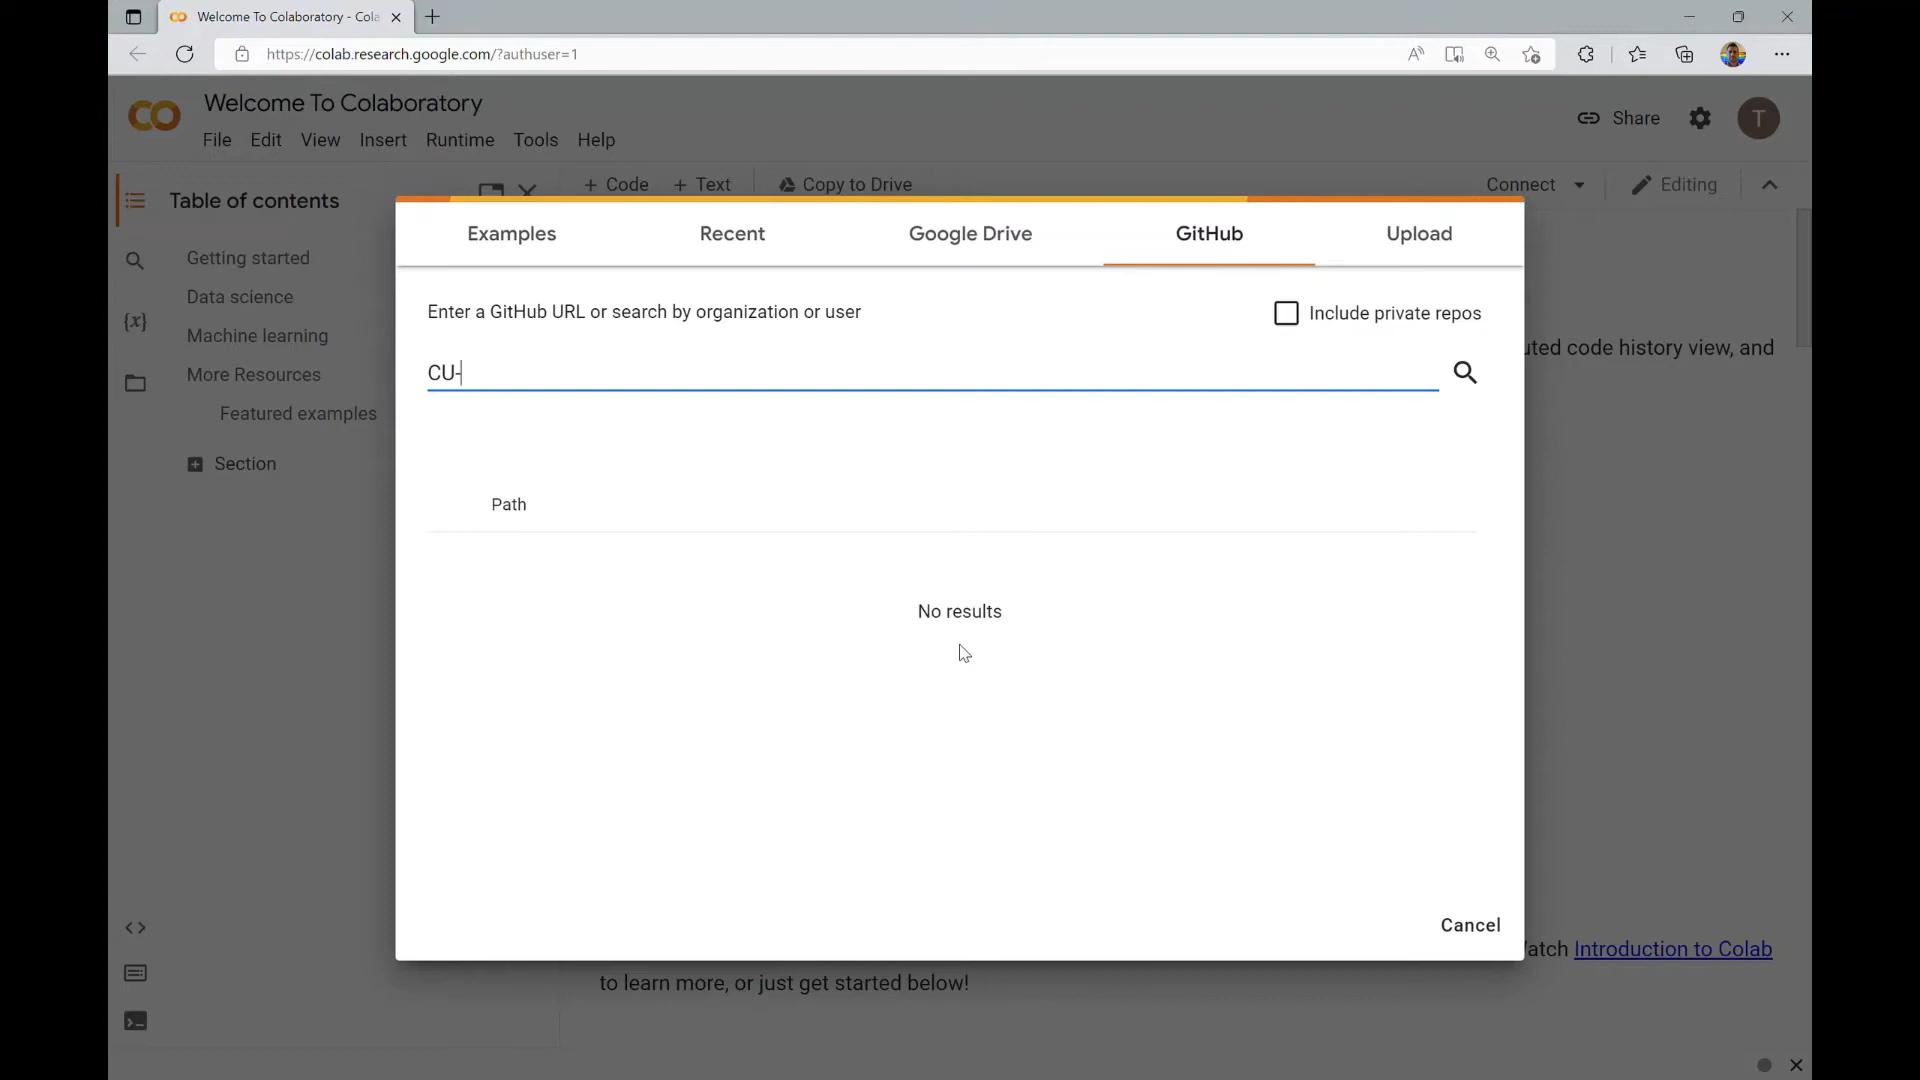 Welcome To Colaboratory - Cola
https://colab.research.google.com/?authuser=1
Welcome To Colaboratory
File Edit View Insert Runtime Tools Help
Share
T
Table of contents
+ Code + Text Copy to Drive
Connect Editing
Getting started
Data science
Machine learning
More Resources
Featured examples
Section
{x}
Examples Recent Google Drive GitHub Upload
Enter a GitHub URL or search by organization or user
Include private repos
CU-
Path
No results
Cancel
code history view, and
Introduction to Colab
to learn more, or just get started below!